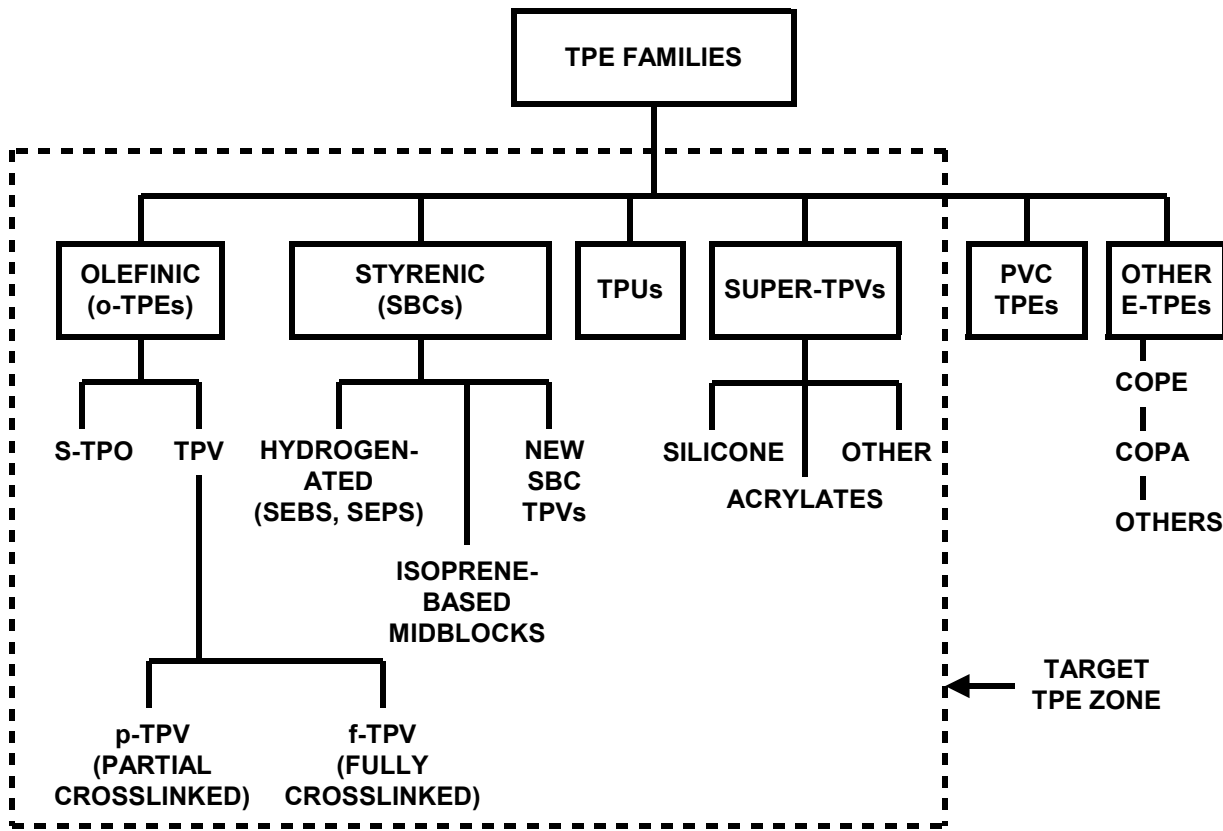 TPE FAMILIES
OLEFINIC
(o-TPEs)
STYRENIC
(SBCs)
TPUs
SUPER-TPVs
PVC
TPEs
OTHER
E-TPEs
S-TPO
TPV
HYDROGEN-
ATED
(SEBS, SEPS)
ISOPRENE-
BASED
MIDBLOCKS
NEW
SBC
TPVs
SILICONE
ACRYLATES
OTHER
COPE
COPA
OTHERS
p-TPV
(PARTIAL
CROSSLINKED)
f-TPV
(FULLY
CROSSLINKED)
TARGET
TPE ZONE